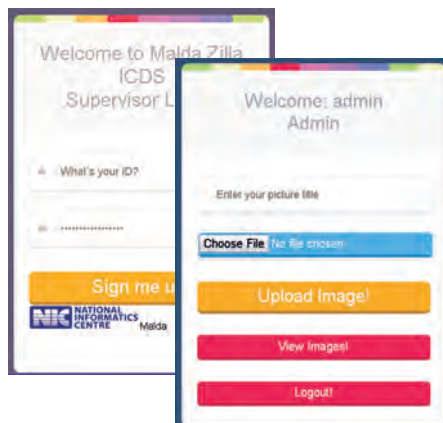 Welcome to Malda Zilla
ICDS
Supervisor L
What's your ID?
Sign me u
NIC NATIONAL
INFORMATICS
CENTRE Malda
Welcome: admin
Admin
Enter your picture title
Choose File No file chosen
Upload Image!
View Images!
Logout!